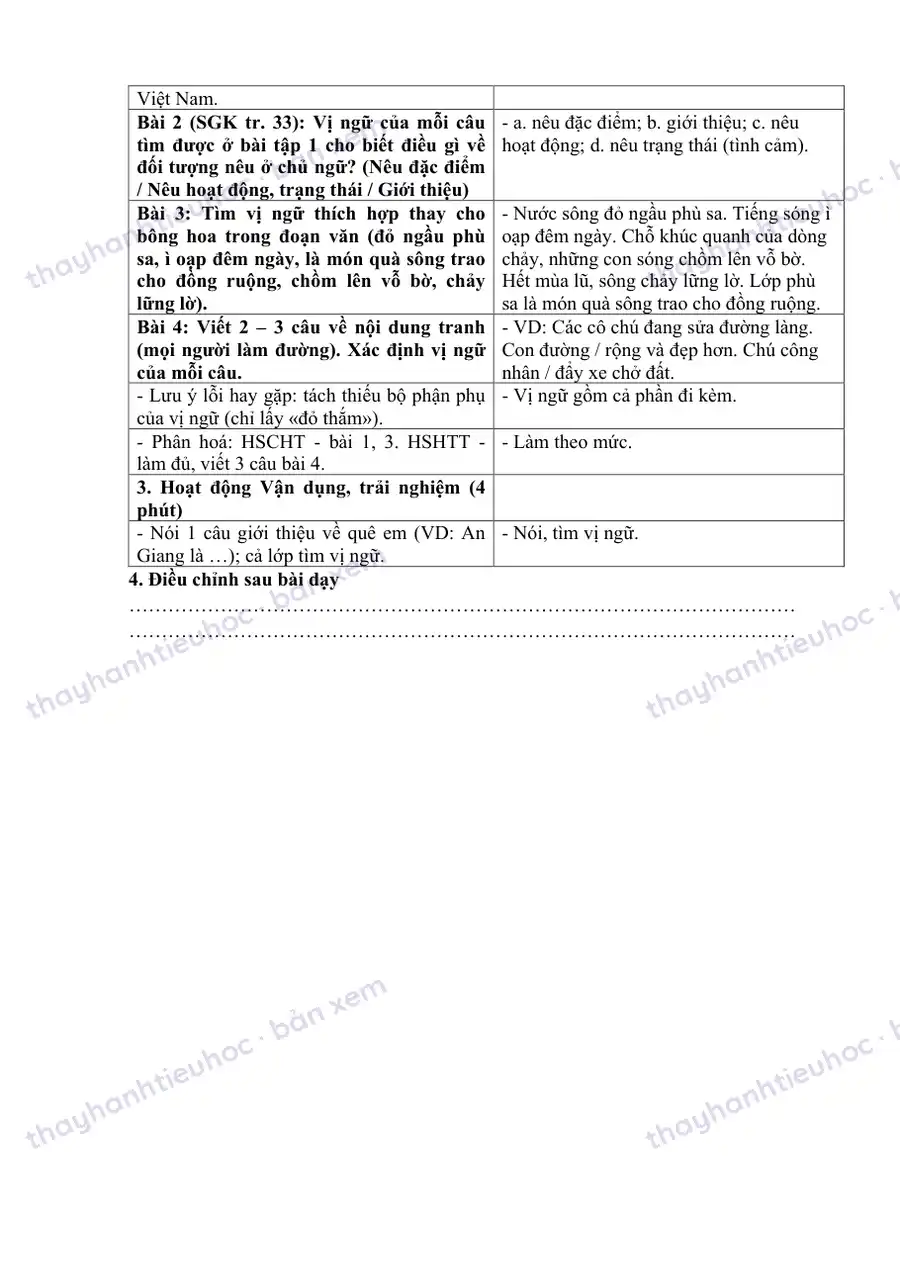 Việt Nam.
Bài 2 (SGK tr. 33): Vị ngữ của mỗi câu
tìm được ở bài tập 1 cho biết điều gì về
đối tượng nêu ở chủ ngữ? (Nêu đặc điểm
/ Nêu hoạt động, trạng thái / Giới thiệu)
- a. nêu đặc điểm; b. giới thiệu; c. nêu
hoạt động; d. nêu trạng thái (tình cảm).
Bài 3: Tìm vị ngữ thích hợp thay cho
bông hoa trong đoạn văn (đỏ ngầu phù
sa, ì oạp đêm ngày, là món quà sông trao
cho đồng ruộng, chồm lên vỗ bờ, chảy
lững lờ).
- Nước sông đỏ ngầu phù sa. Tiếng sóng ì
oạp đêm ngày. Chỗ khúc quanh của dòng
chảy, những con sóng chồm lên vỗ bờ.
Hết mùa lũ, sông chảy lững lờ. Lớp phù
sa là món quà sông trao cho đồng ruộng.
Bài 4: Viết 2 – 3 câu về nội dung tranh
(mọi người làm đường). Xác định vị ngữ
của mỗi câu.
- VD: Các cô chú đang sửa đường làng.
Con đường / rộng và đẹp hơn. Chú công
nhân / đẩy xe chở đất.
- Lưu ý lỗi hay gặp: tách thiếu bộ phận phụ
của vị ngữ (chỉ lấy «đỏ thắm»).
- Vị ngữ gồm cả phần đi kèm.
- Phân hoá: HSCHT - bài 1, 3. HSHTT -
làm đủ, viết 3 câu bài 4.
- Làm theo mức.
3. Hoạt động Vận dụng, trải nghiệm (4
phút)
- Nói 1 câu giới thiệu về quê em (VD: An
Giang là …); cả lớp tìm vị ngữ.
- Nói, tìm vị ngữ.
4. Điều chỉnh sau bài dạy
……………………………………………………………………………………………
……………………………………………………………………………………………
thayhanhtieuhoc · bản xem
thayhanhtieuhoc · b
thayhanhtieuhoc · bản xem
thayhanhtieuhoc · b
thayhanhtieuhoc · bản xem
thayhanhtieuhoc · b